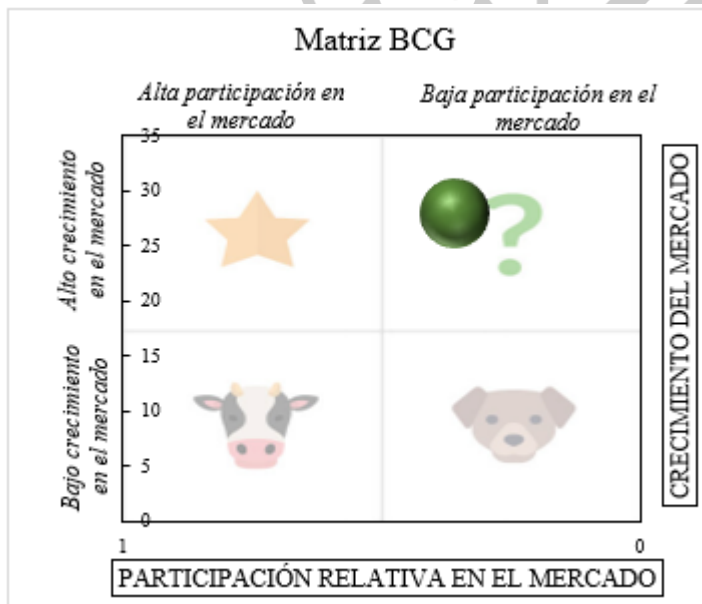 Matriz BCG
Alta participación en
el mercado
Baja participación en el
mercado
Alto crecimiento
en el mercado
Bajo crecimiento
en el mercado
35
30
25
20
15
10
5
0
?
CRECIMIENTO DEL MERCADO
1
0
PARTICIPACIÓN RELATIVA EN EL MERCADO